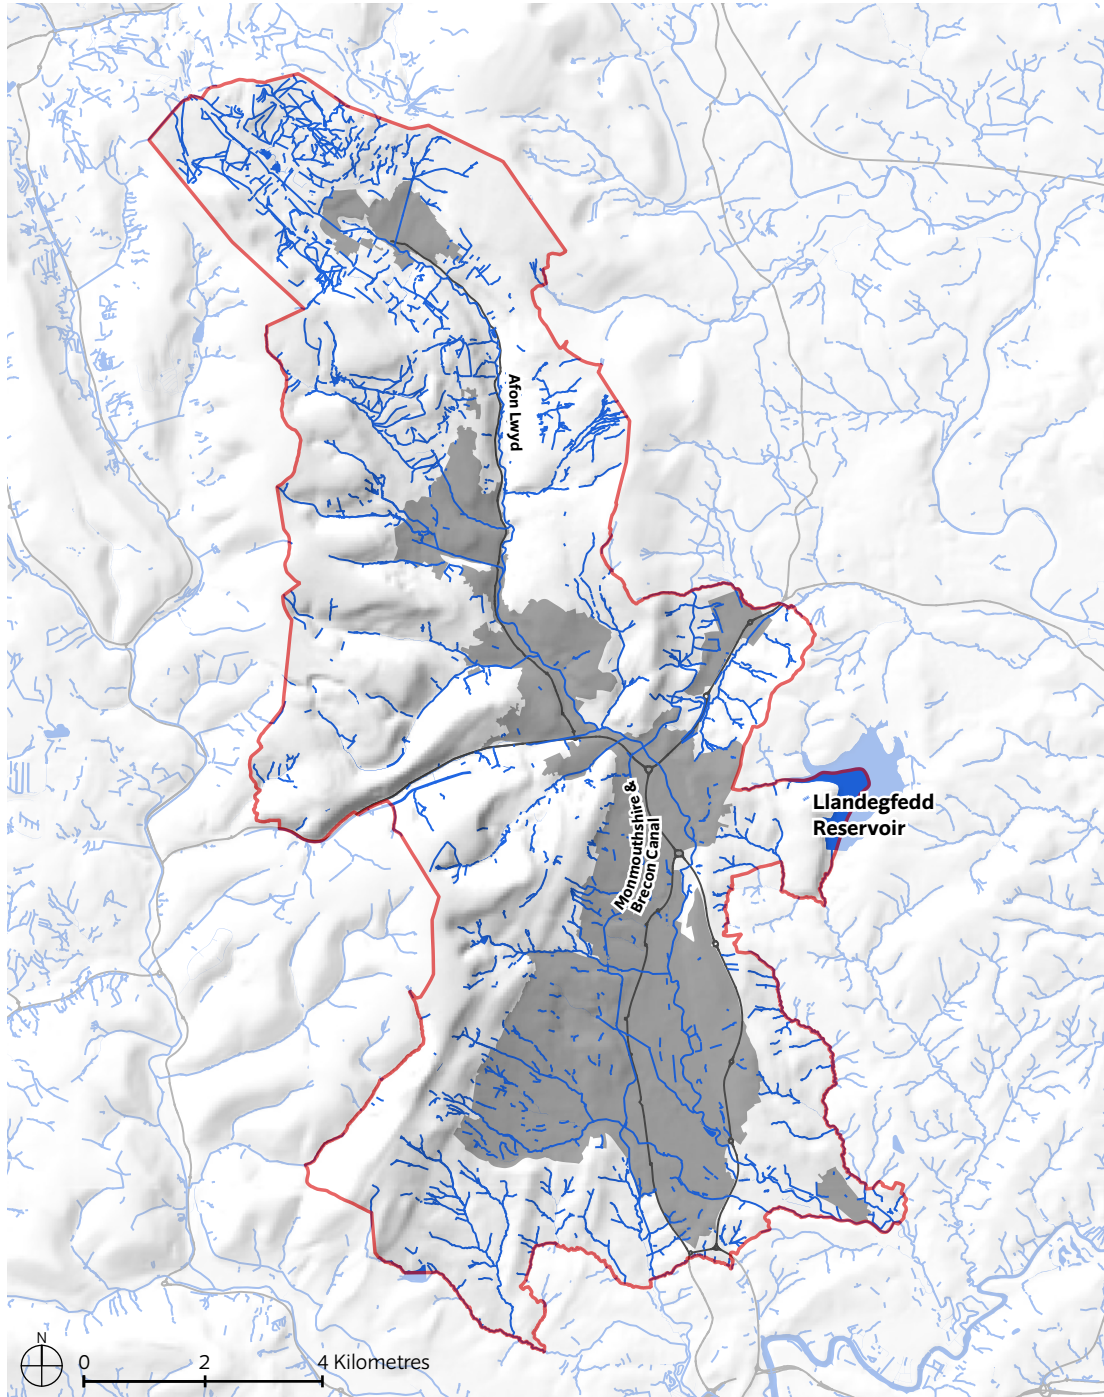 Afon Lwyd
Llandegfedd
Reservoir
Monmouthshire &
Brecon Canal
N
0 2 4 Kilometres